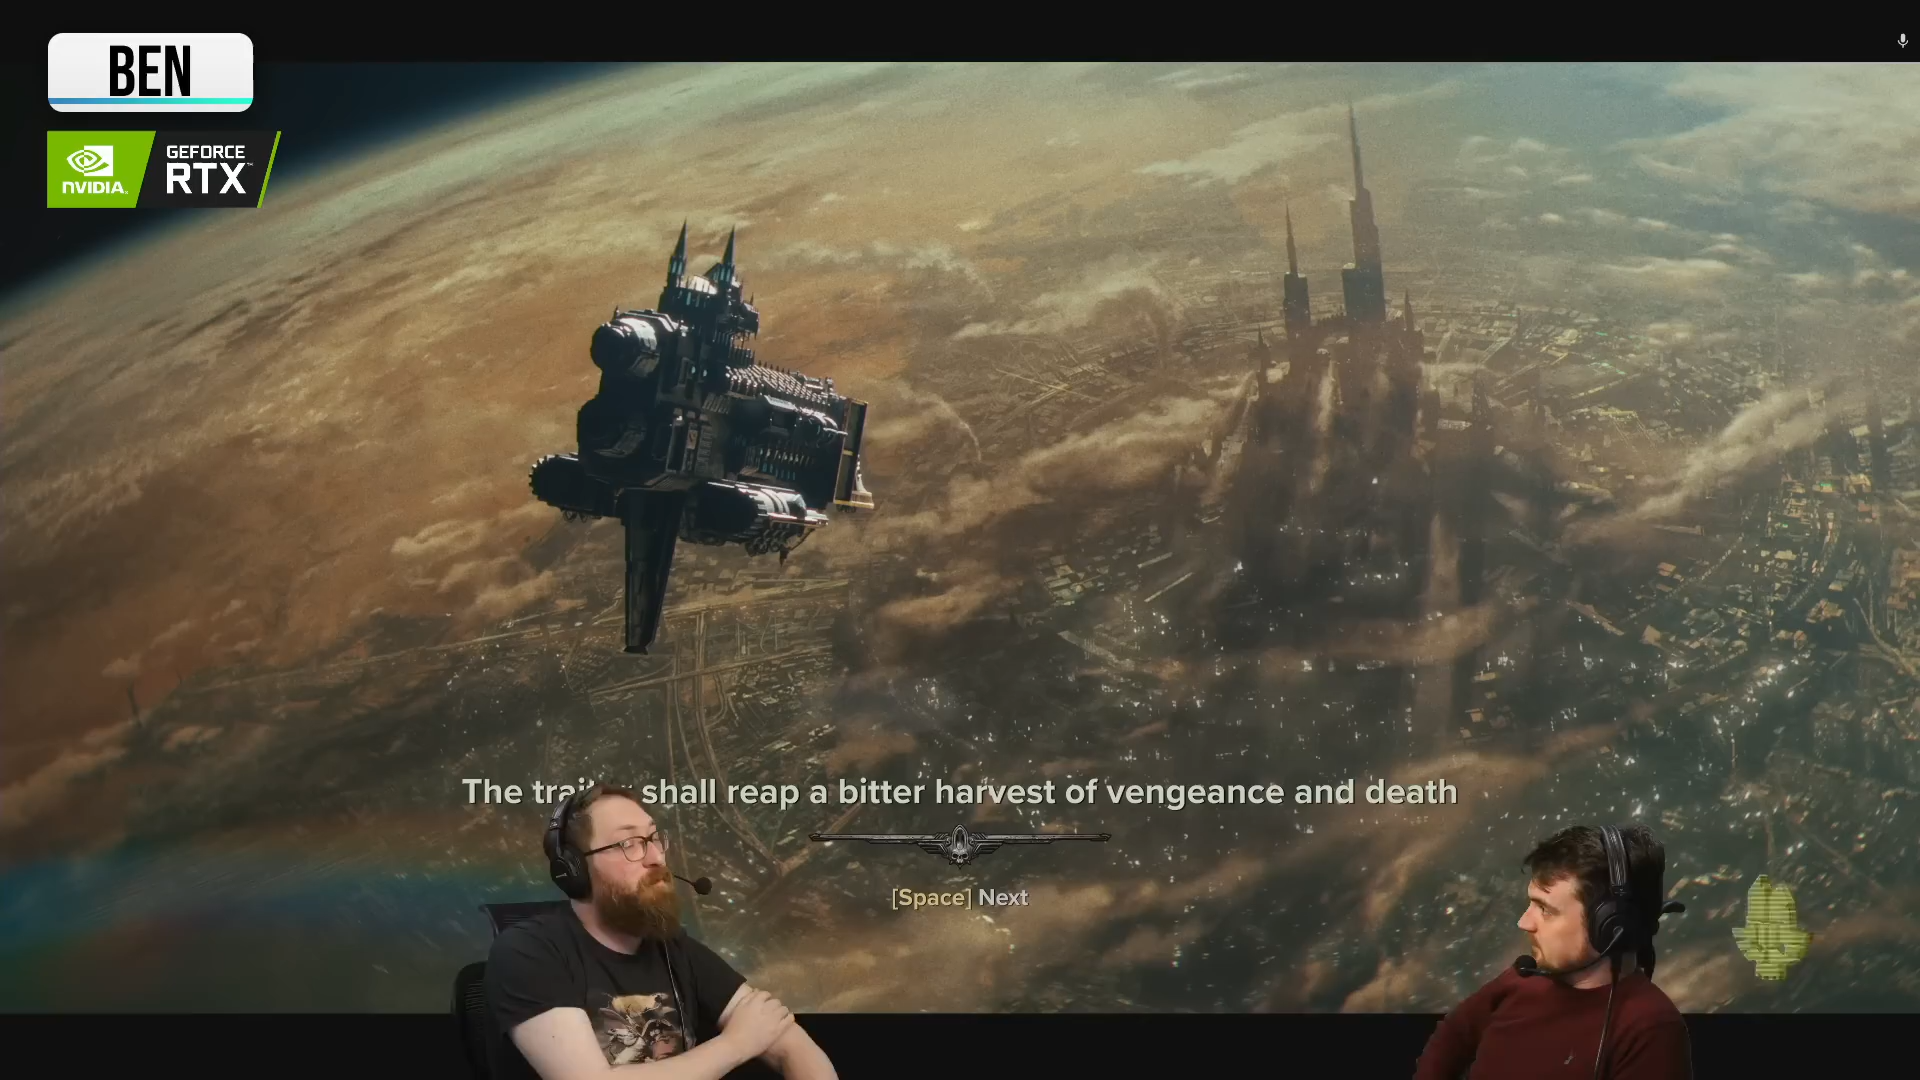 BEN
NVIDIA.
GEFORCE
RTX
The trai shall reap a bitter harvest of vengeance and death
[Space] Next